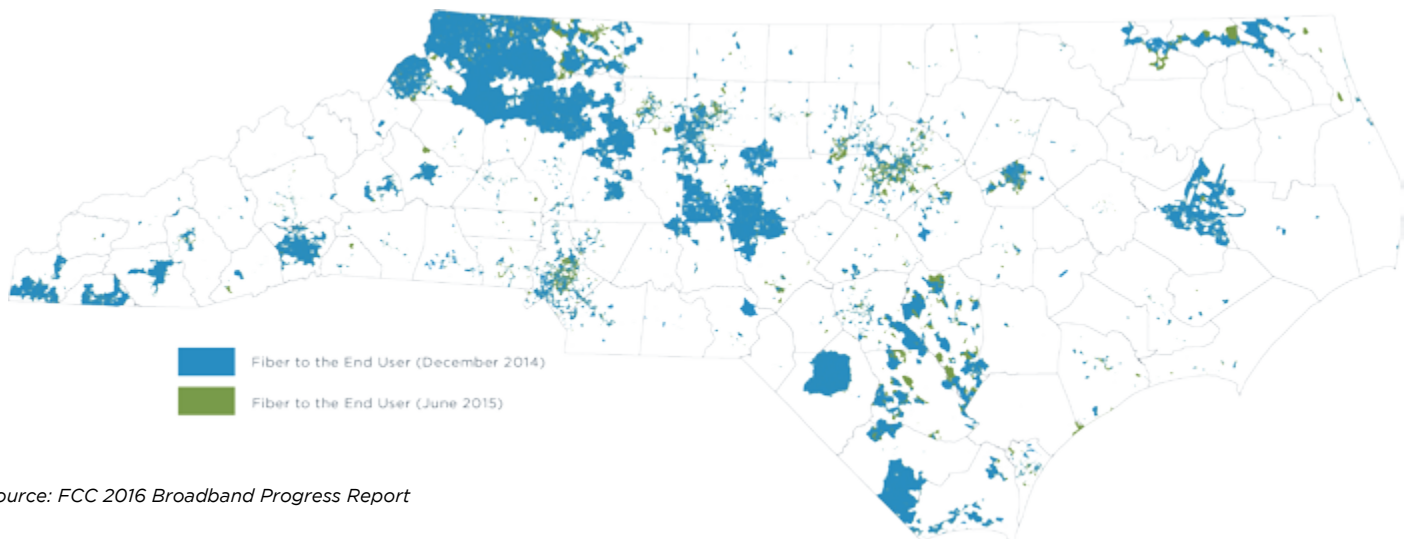 Fiber to the End User (December 2014)
Fiber to the End User (June 2015)
ource: FCC 2016 Broadband Progress Report